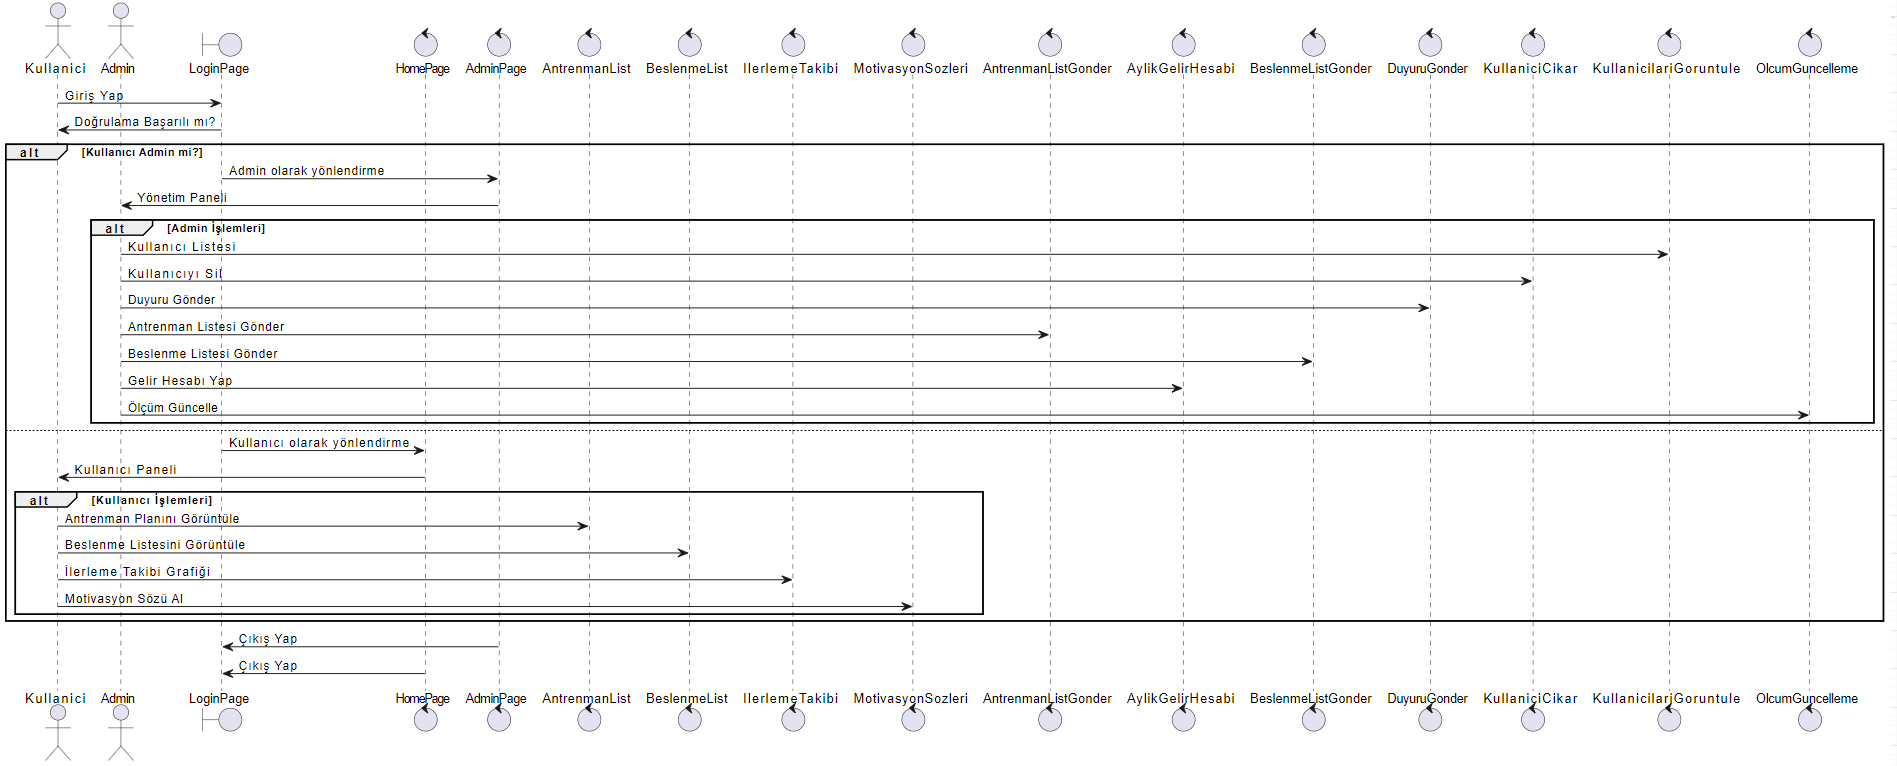 Kullanici Admin LoginPage HomePage AdminPage AntrenmanList BeslenmeList IlerlemeTakibi MotivasyonSozleri AntrenmanListGonder AylikGelirHesabi BeslenmeListGonder DuyuruGonder KullaniciCikar KullanicilariGoruntule OlcumGuncelleme
Giriş Yap
Doğrulama Başarılı mı?
alt [Kullanıcı Admin mi?]
Admin olarak yönlendirme
Yönetim Paneli
alt [Admin İşlemleri]
Kullanıcı Listesi
Kullanıcıyı Sil
Duyuru Gönder
Antrenman Listesi Gönder
Beslenme Listesi Gönder
Gelir Hesabı Yap
Ölçüm Güncelle
Kullanıcı olarak yönlendirme
Kullanıcı Paneli
alt [Kullanıcı İşlemleri]
Antrenman Planını Görüntüle
Beslenme Listesini Görüntüle
İlerleme Takibi Grafiği
Motivasyon Sözü Al
Çıkış Yap
Çıkış Yap
Kullanici Admin LoginPage HomePage AdminPage AntrenmanList BeslenmeList IlerlemeTakibi MotivasyonSozleri AntrenmanListGonder AylikGelirHesabi BeslenmeListGonder DuyuruGonder KullaniciCikar KullanicilariGoruntule OlcumGuncelleme